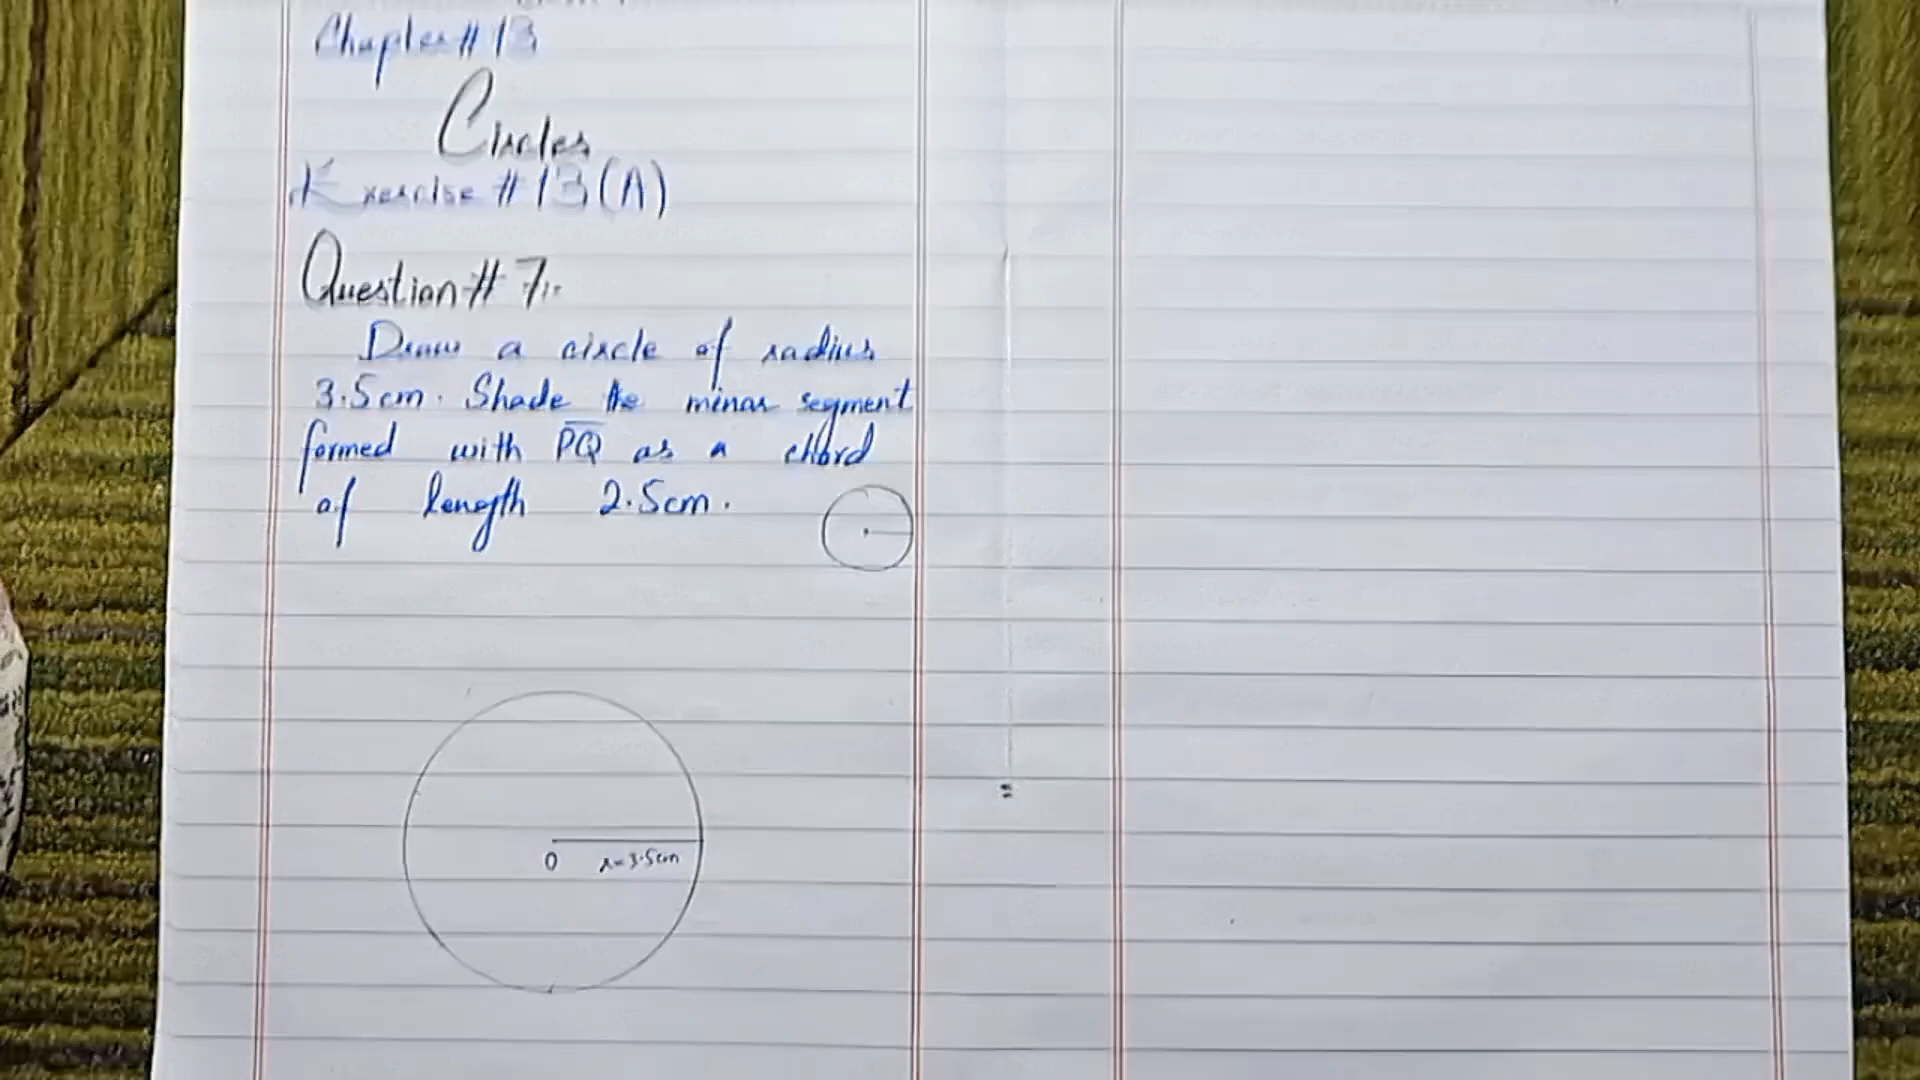 Chapter # 13
Circles
Exercise # 13(A)
Question # 7:-
Draw a circle of radius
3.5cm. Shade the minor segment
formed with PQ as a chord
of length 2.5cm.
O r=3.5cm